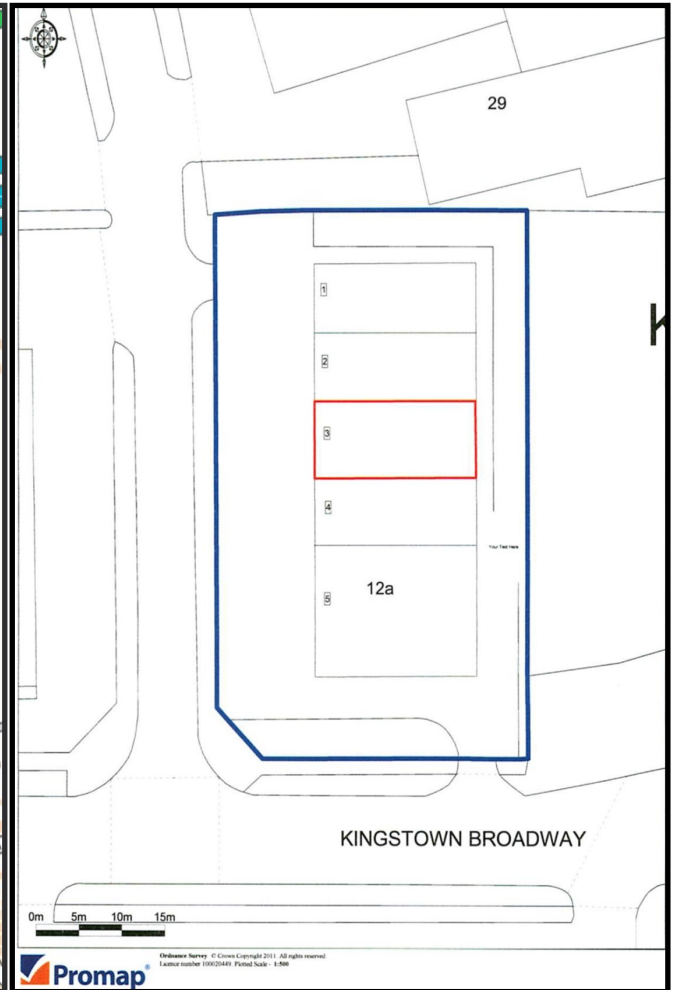 29
K
1
2
3
4
Your Text Here
5
12a
KINGSTOWN BROADWAY
0m 5m 10m 15m
Ordnance Survey © Crown Copyright 2011. All rights reserved
Licence number 100020449. Plotted Scale - 1:500
Promap®